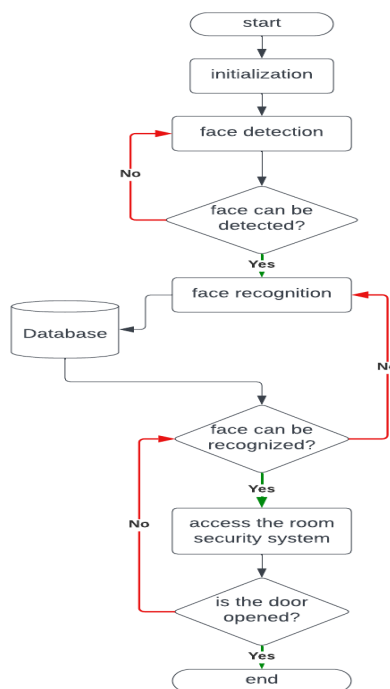 start
initialization
face detection
No
face can be
detected?
Yes
face recognition
Database
No
face can be
recognized?
Yes
No
access the room
security system
is the door
opened?
Yes
end